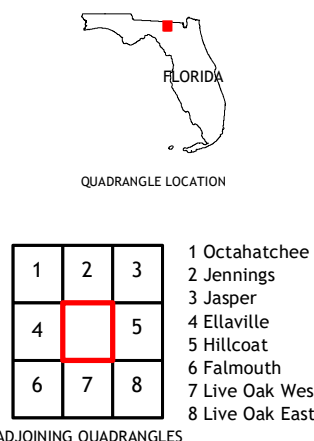 FLORIDA
QUADRANGLE LOCATION
1 2 3
4 5
6 7 8
1 Octahatchee
2 Jennings
3 Jasper
4 Ellaville
5 Hillcoat
6 Falmouth
7 Live Oak Wes
8 Live Oak East
ADJOINING QUADRANGLES